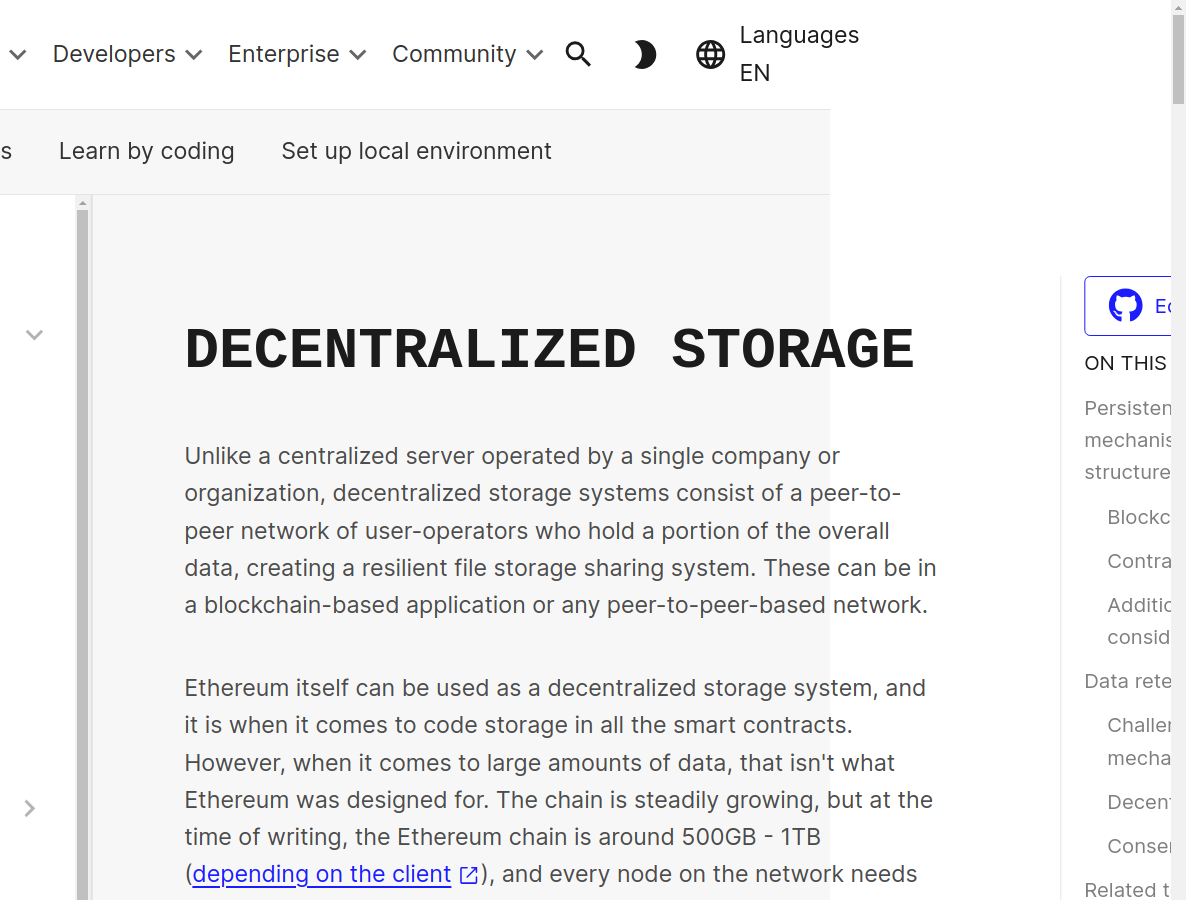 Developers Enterprise Community Languages EN
s Learn by coding Set up local environment
DECENTRALIZED STORAGE
Unlike a centralized server operated by a single company or
organization, decentralized storage systems consist of a peer-to-
peer network of user-operators who hold a portion of the overall
data, creating a resilient file storage sharing system. These can be in
a blockchain-based application or any peer-to-peer-based network.
Ethereum itself can be used as a decentralized storage system, and
it is when it comes to code storage in all the smart contracts.
However, when it comes to large amounts of data, that isn't what
Ethereum was designed for. The chain is steadily growing, but at the
time of writing, the Ethereum chain is around 500GB - 1TB
(depending on the client), and every node on the network needs
ON THIS
Persisten
mechanis
structure
Blockc
Contra
Additio
consid
Data rete
Challen
mecha
Decent
Consen
Related t